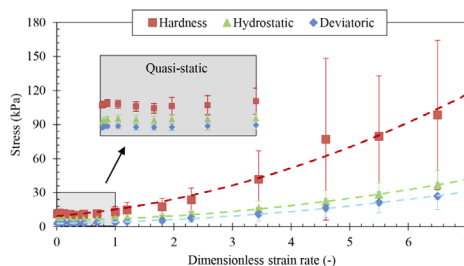 Hardness Hydrostatic Deviatoric
180
150
120
90
60
30
0
Stress (kPa)
Quasi-static
0 1 2 3 4 5 6
Dimensionless strain rate (-)